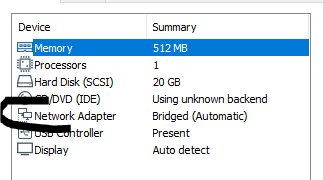 Device Summary
Memory 512 MB
Processors 1
Hard Disk (SCSI) 20 GB
/DVD (IDE) Using unknown backend
Network Adapter Bridged (Automatic)
USB Controller Present
Display Auto detect